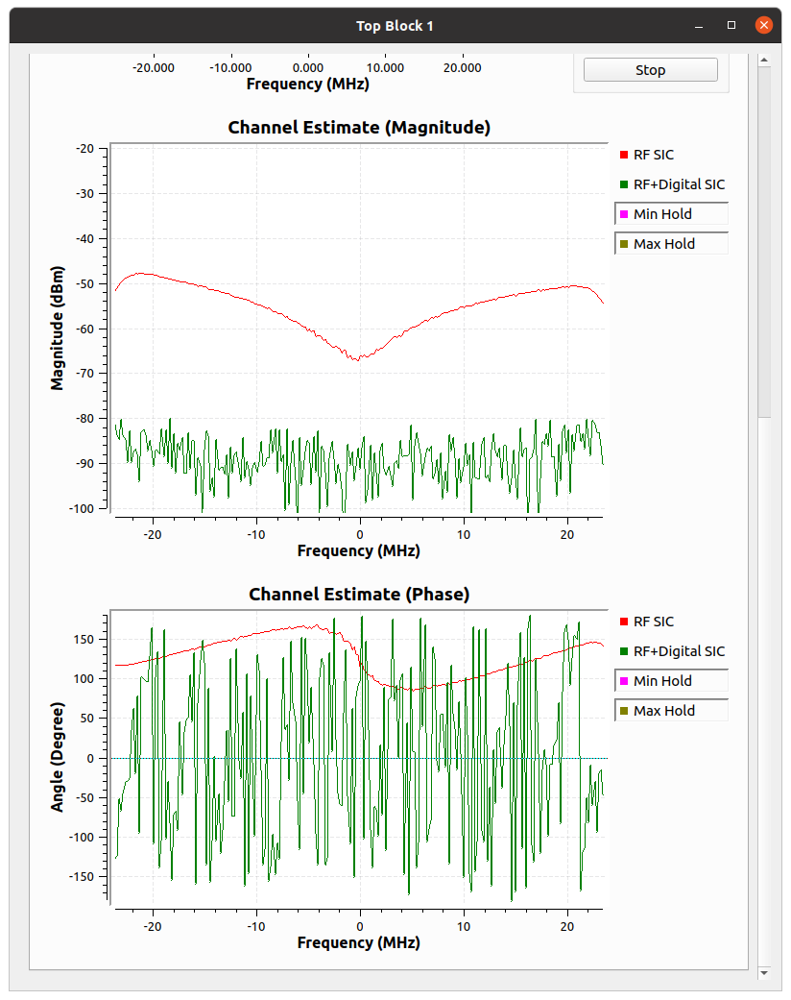 Top Block 1
-20.000 -10.000 0.000 10.000 20.000
Frequency (MHz)
Stop
Channel Estimate (Magnitude)
-20
-30
-40
-50
-60
-70
-80
-90
-100
Magnitude (dBm)
-20 -10 0 10 20
Frequency (MHz)
RF SIC
RF+Digital SIC
Min Hold
Max Hold
Channel Estimate (Phase)
150
100
50
0
-50
-100
-150
Angle (Degree)
-20 -10 0 10 20
Frequency (MHz)
RF SIC
RF+Digital SIC
Min Hold
Max Hold